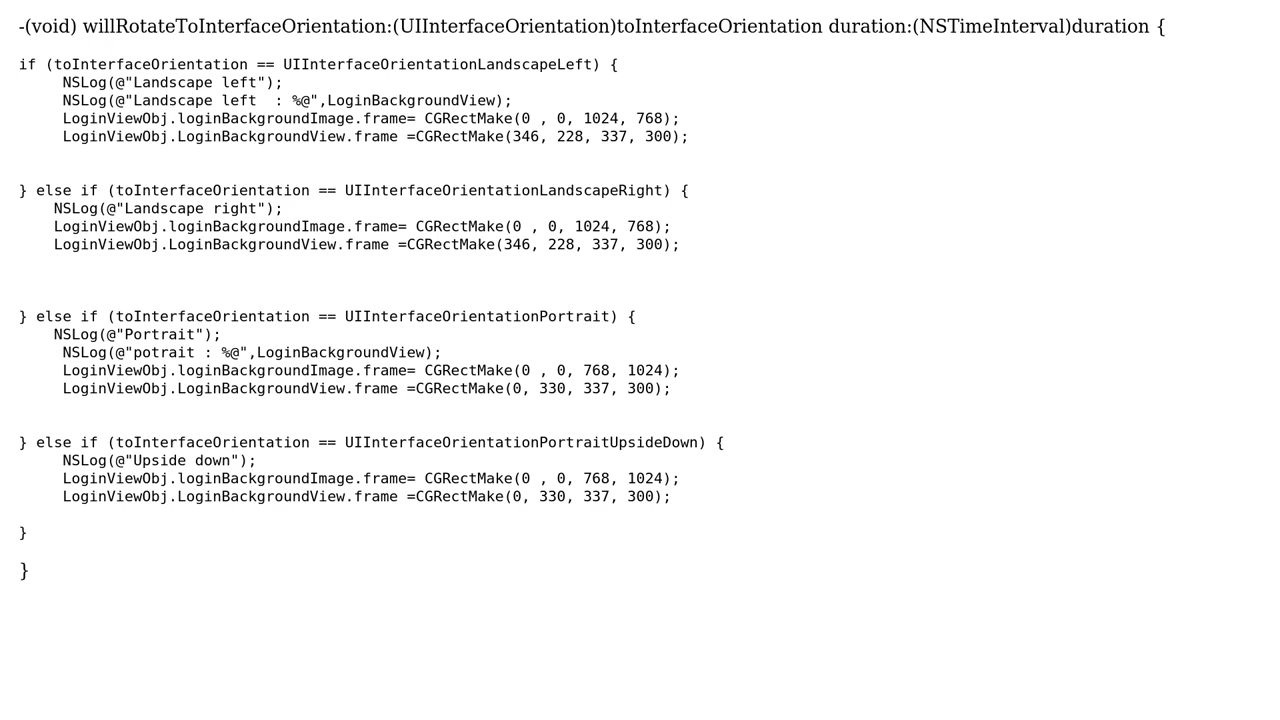 -(void) willRotateToInterfaceOrientation:(UIInterfaceOrientation)toInterfaceOrientation duration:(NSTimeInterval)duration {
if (toInterfaceOrientation == UIInterfaceOrientationLandscapeLeft) {
     NSLog(@"Landscape left");
     NSLog(@"Landscape left  : %@",LoginBackgroundView);
     LoginViewObj.loginBackgroundImage.frame= CGRectMake(0 , 0, 1024, 768);
     LoginViewObj.LoginBackgroundView.frame =CGRectMake(346, 228, 337, 300);
} else if (toInterfaceOrientation == UIInterfaceOrientationLandscapeRight) {
    NSLog(@"Landscape right");
    LoginViewObj.loginBackgroundImage.frame= CGRectMake(0 , 0, 1024, 768);
    LoginViewObj.LoginBackgroundView.frame =CGRectMake(346, 228, 337, 300);
} else if (toInterfaceOrientation == UIInterfaceOrientationPortrait) {
    NSLog(@"Portrait");
     NSLog(@"potrait : %@",LoginBackgroundView);
     LoginViewObj.loginBackgroundImage.frame= CGRectMake(0 , 0, 768, 1024);
     LoginViewObj.LoginBackgroundView.frame =CGRectMake(0, 330, 337, 300);
} else if (toInterfaceOrientation == UIInterfaceOrientationPortraitUpsideDown) {
     NSLog(@"Upside down");
     LoginViewObj.loginBackgroundImage.frame= CGRectMake(0 , 0, 768, 1024);
     LoginViewObj.LoginBackgroundView.frame =CGRectMake(0, 330, 337, 300);
}
}